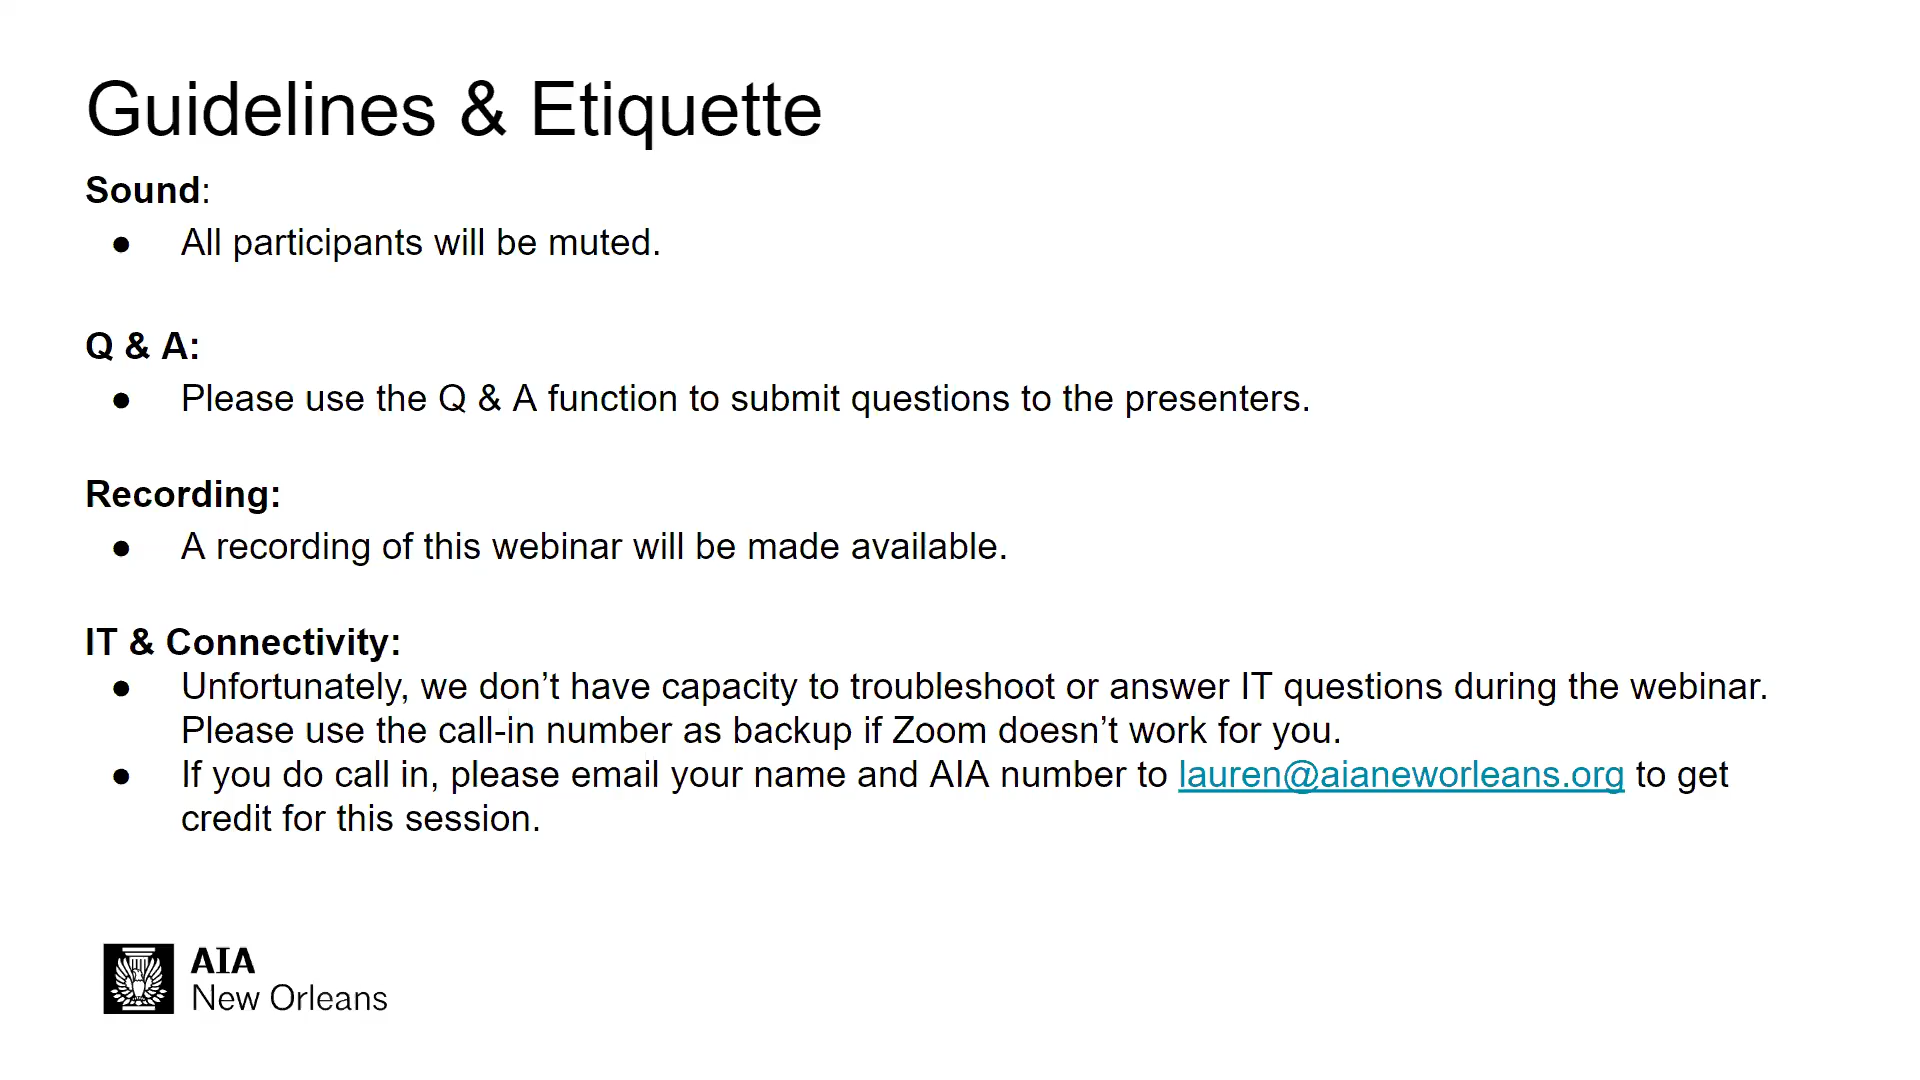 Guidelines & Etiquette
Sound:
● All participants will be muted.
Q & A:
● Please use the Q & A function to submit questions to the presenters.
Recording:
● A recording of this webinar will be made available.
IT & Connectivity:
● Unfortunately, we don’t have capacity to troubleshoot or answer IT questions during the webinar.
Please use the call-in number as backup if Zoom doesn’t work for you.
● If you do call in, please email your name and AIA number to lauren@aianeworleans.org to get
credit for this session.
AIA
New Orleans